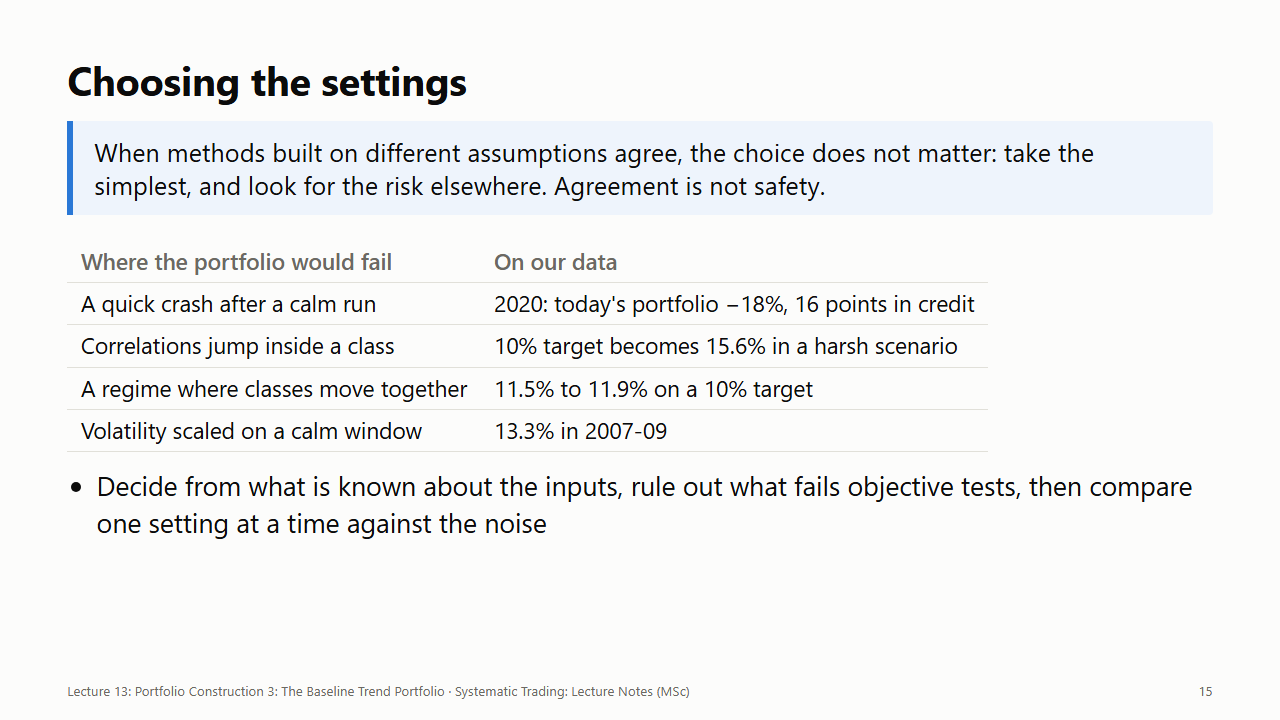 Choosing the settings
When methods built on different assumptions agree, the choice does not matter: take the
simplest, and look for the risk elsewhere. Agreement is not safety.
Where the portfolio would fail On our data
A quick crash after a calm run 2020: today's portfolio −18%, 16 points in credit
Correlations jump inside a class 10% target becomes 15.6% in a harsh scenario
A regime where classes move together 11.5% to 11.9% on a 10% target
Volatility scaled on a calm window 13.3% in 2007-09
• Decide from what is known about the inputs, rule out what fails objective tests, then compare
one setting at a time against the noise
Lecture 13: Portfolio Construction 3: The Baseline Trend Portfolio · Systematic Trading: Lecture Notes (MSc) 15